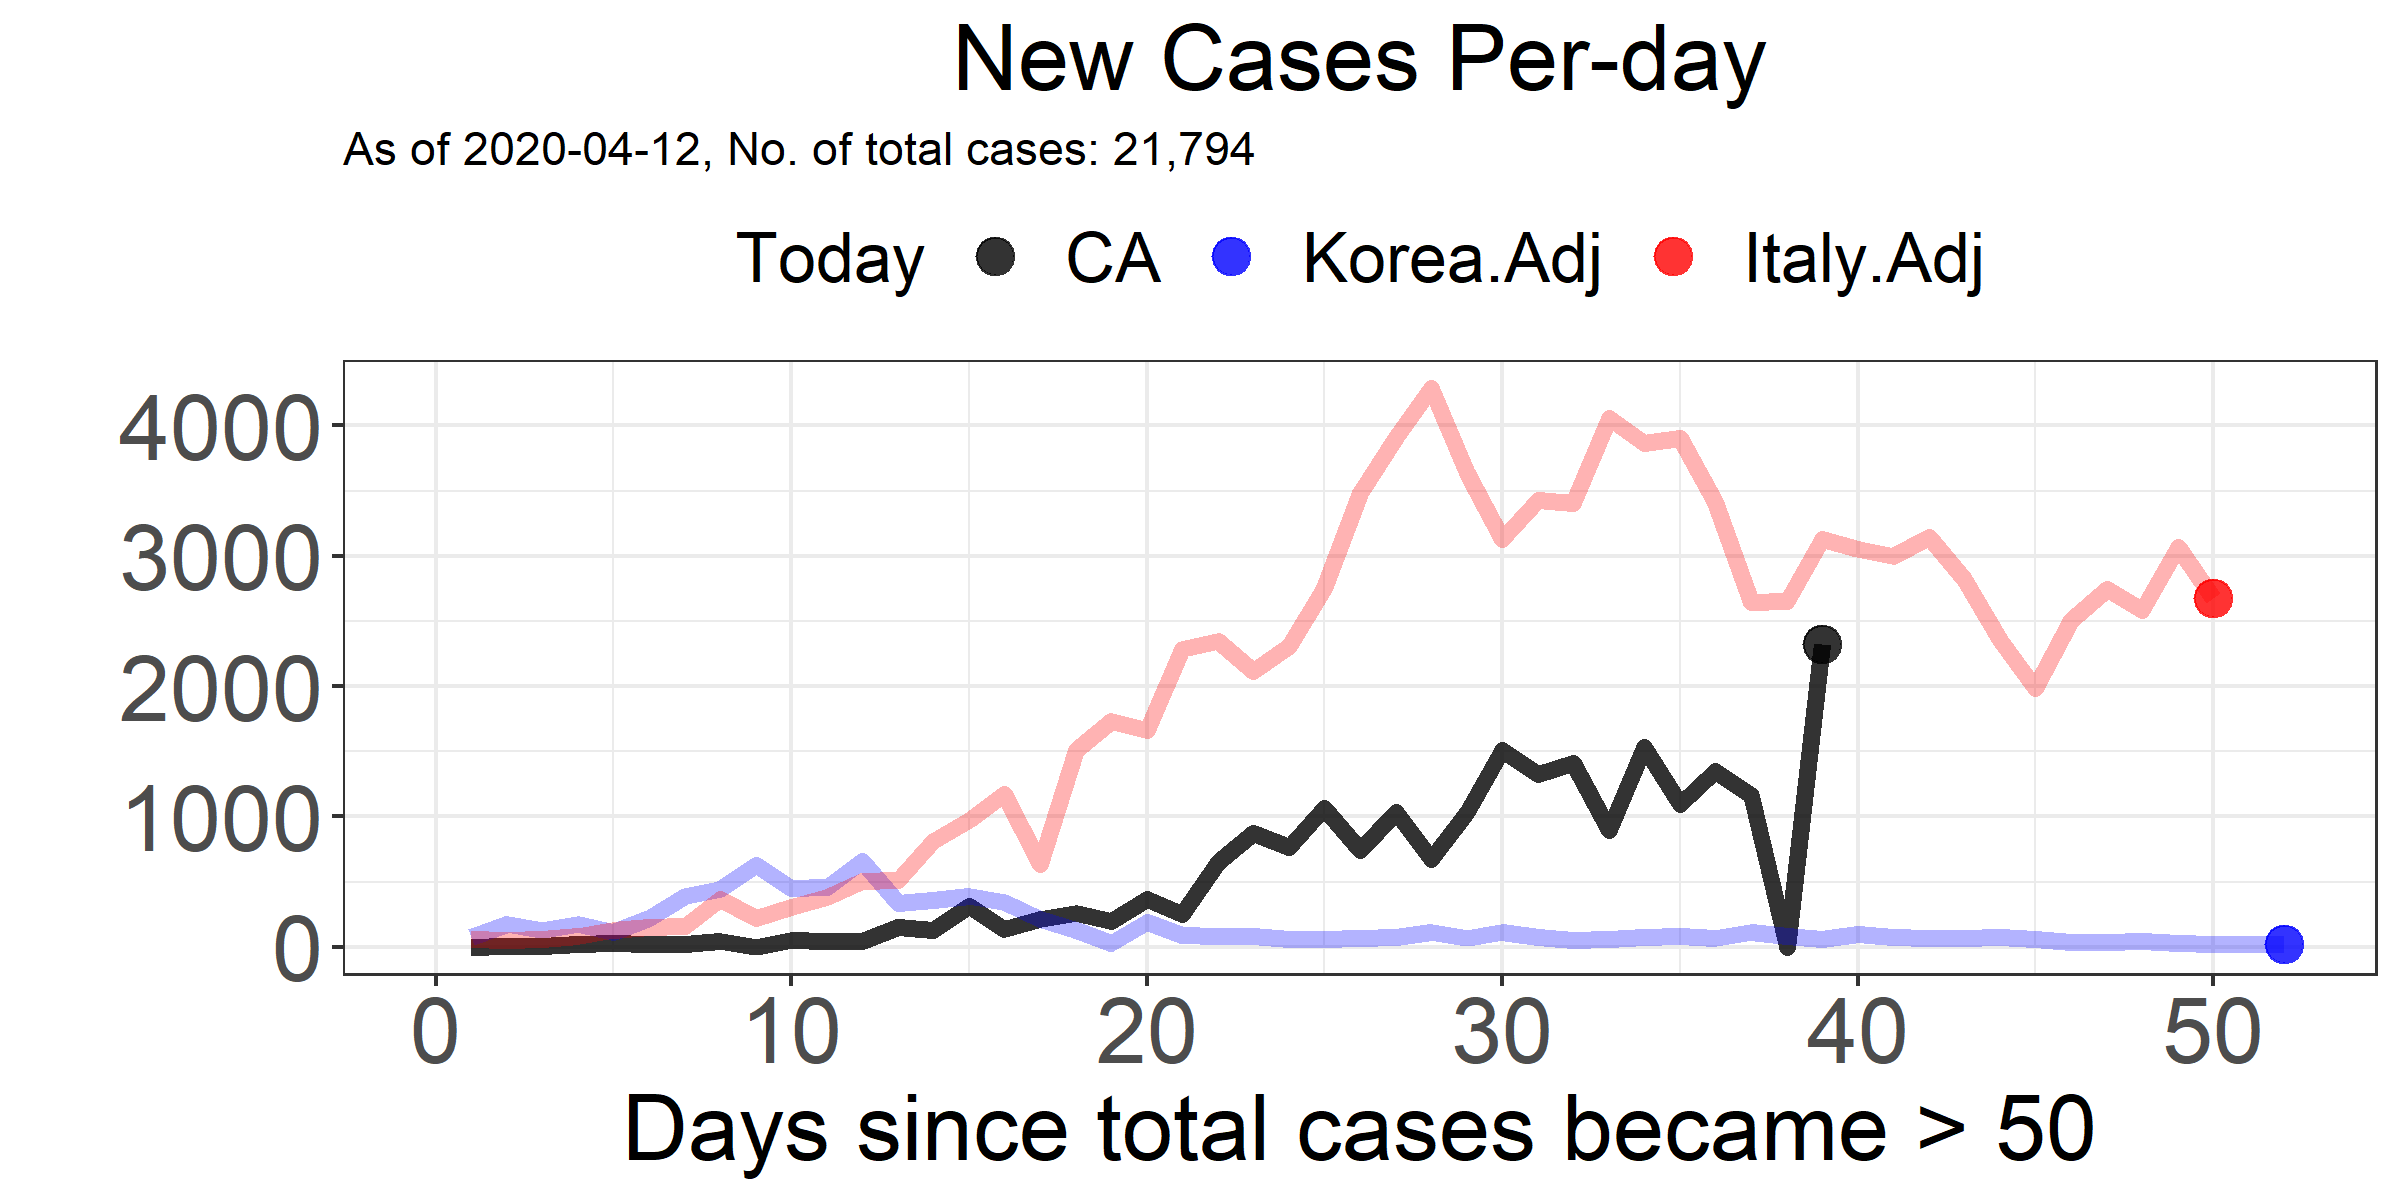 New Cases Per-day
As of 2020-04-12, No. of total cases: 21,794
Today CA Korea.Adj Italy.Adj
4000
3000
2000
1000
0
0 10 20 30 40 50
Days since total cases became > 50